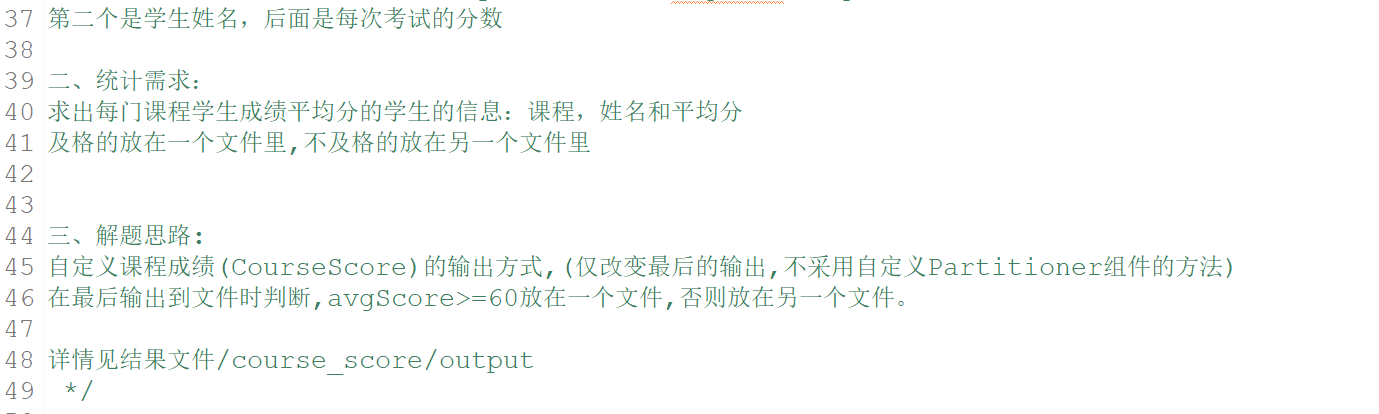 37 第二个是学生姓名，后面是每次考试的分数
38
39 二、统计需求：
40 求出每门课程学生成绩平均分的学生的信息：课程，姓名和平均分
41 及格的放在一个文件里,不及格的放在另一个文件里
42
43
44 三、解题思路:
45 自定义课程成绩(CourseScore)的输出方式,(仅改变最后的输出,不采用自定义Partitioner组件的方法)
46 在最后输出到文件时判断,avgScore>=60放在一个文件,否则放在另一个文件。
47
48 详情见结果文件/course_score/output
49 */